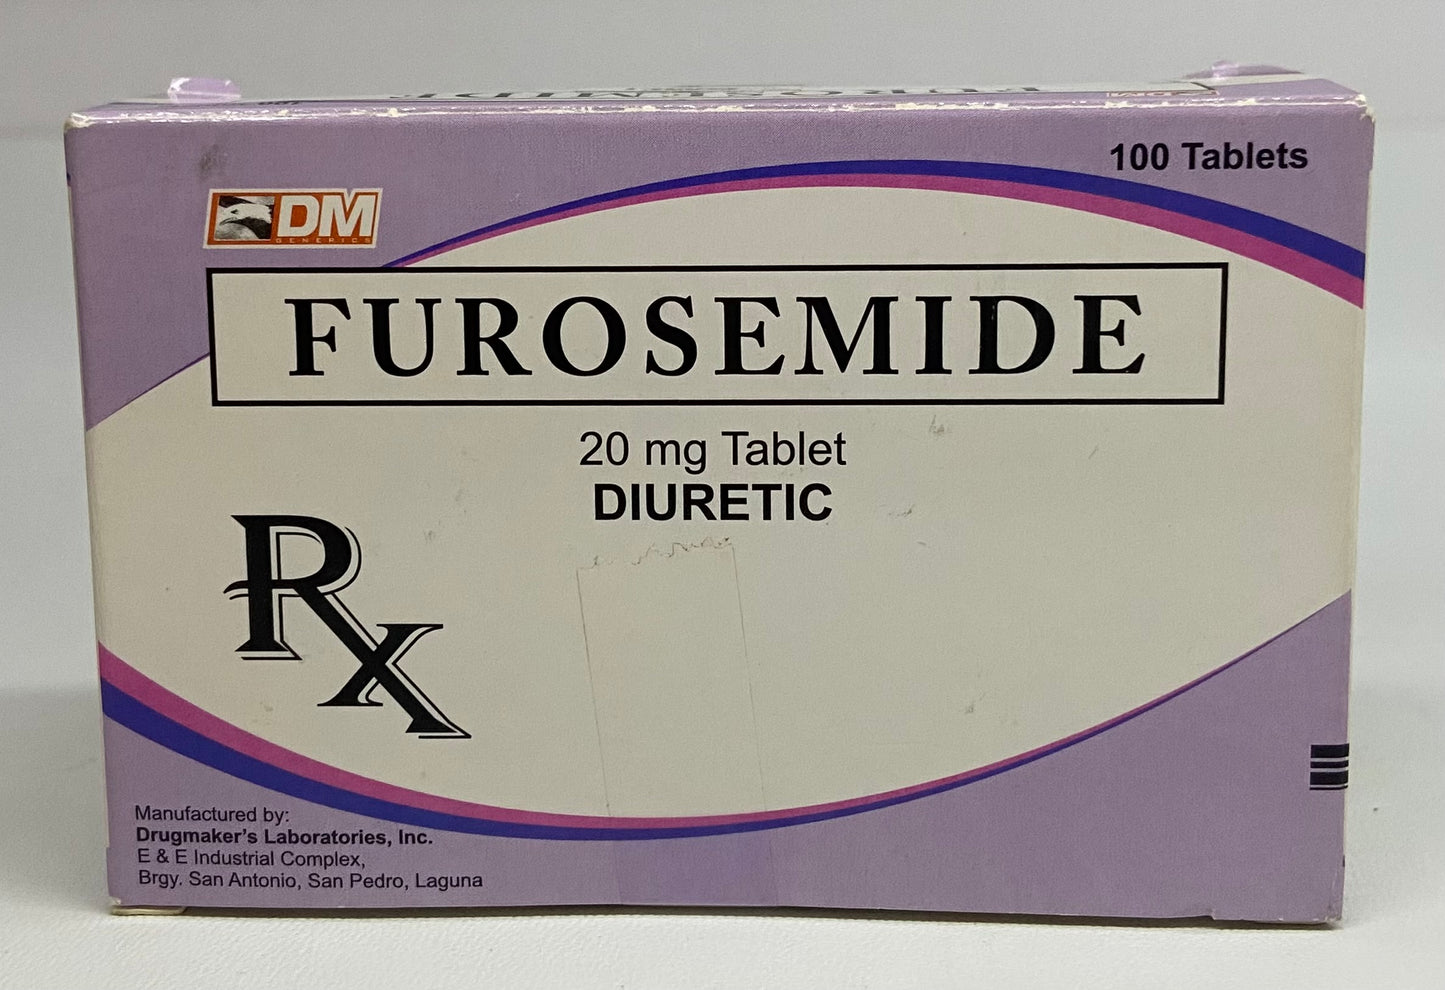 FUROSEMIDE
100 Tablets
DM
GENERICS
FUROSEMIDE
20 mg Tablet
DIURETIC
Rx
Manufactured by:
Drugmaker's Laboratories, Inc.
E & E Industrial Complex,
Brgy. San Antonio, San Pedro, Laguna